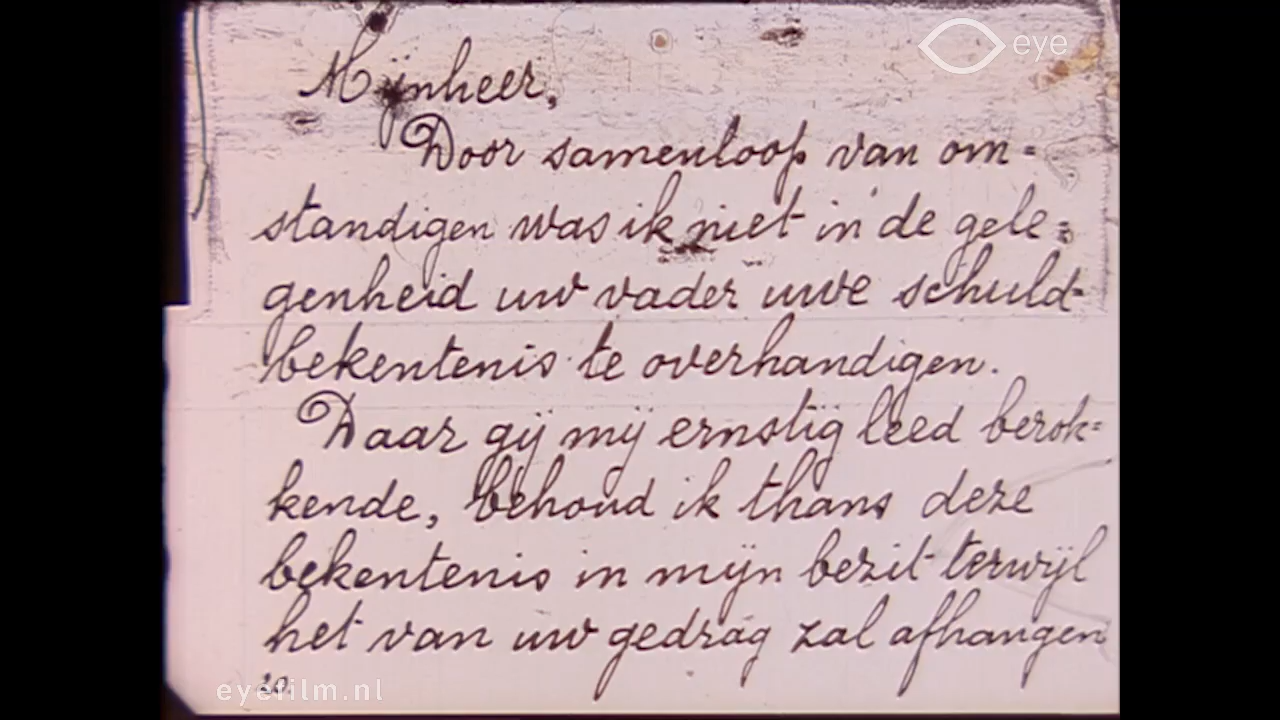 eye
Mijnheer,
Door samenloop van om=
standigen was ik niet in de gele=
genheid uw vader uwe schuld=
bekentenis te overhandigen.
Daar gij mij ernstig leed berok=
kende, behoud ik thans deze
bekentenis in mijn bezit terwijl
het van uw gedrag zal afhangen
eyefilm.nl